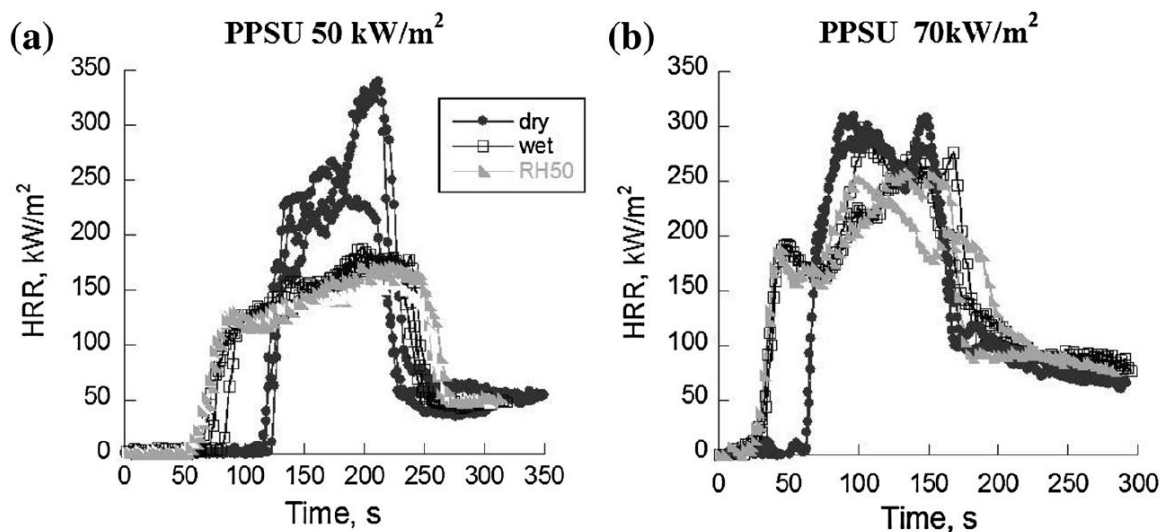 (a)
PPSU 50 kW/m²
350
300
250
200
150
100
50
0
HRR, kW/m²
dry
wet
RH50
0 50 100 150 200 250 300 350
Time, s
(b)
PPSU 70kW/m²
350
300
250
200
150
100
50
0
HRR, kW/m²
0 50 100 150 200 250 300
Time, s